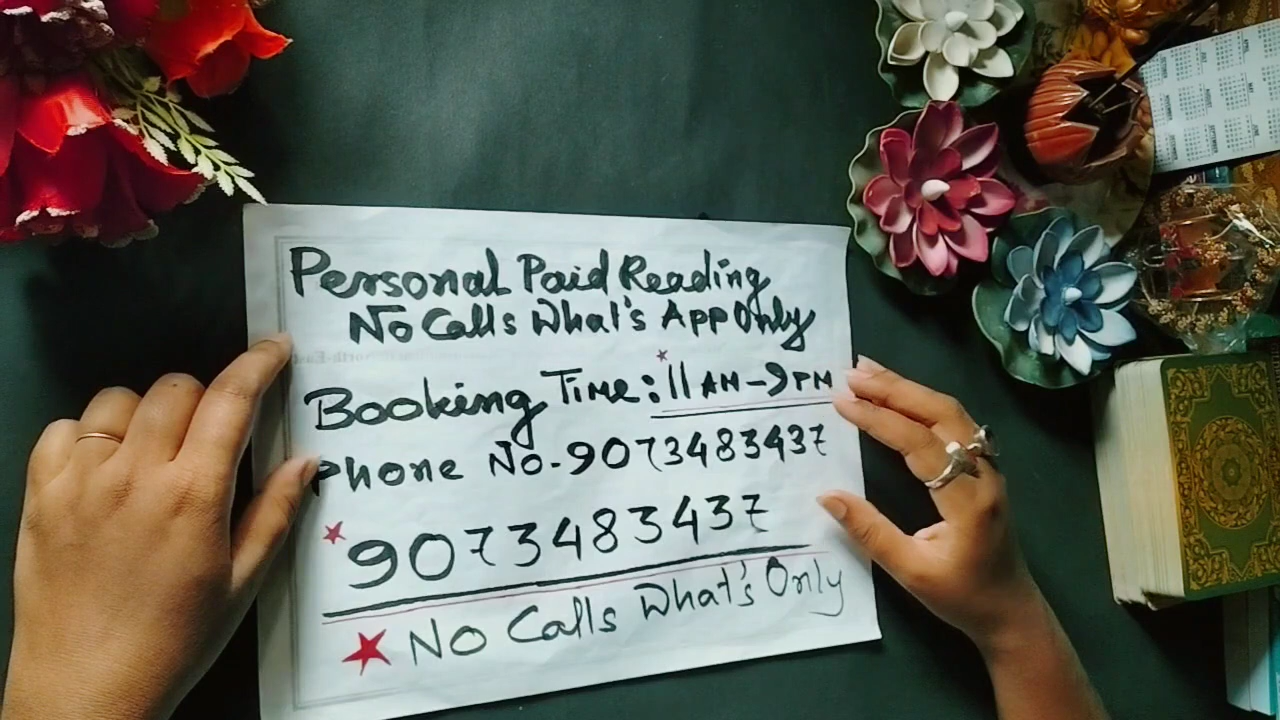 Personal Paid Reading
No Calls What's App Only
Booking Time: 11 AM - 9 PM
Phone No. - 9073483437
9073483437
No Calls What's Only